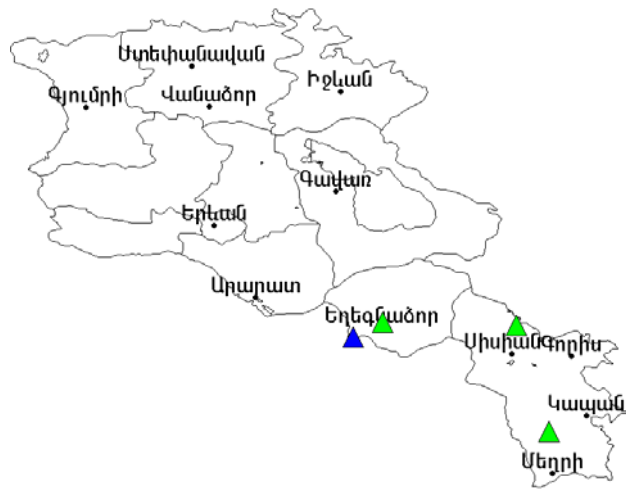 Ստեփանավան
Իջևան
Գյումրի
Վանաձոր
Գավառ
Երևան
Արարատ
Եղեգնաձոր
Սիսիան
Գորիս
Կապան
Մեղրի